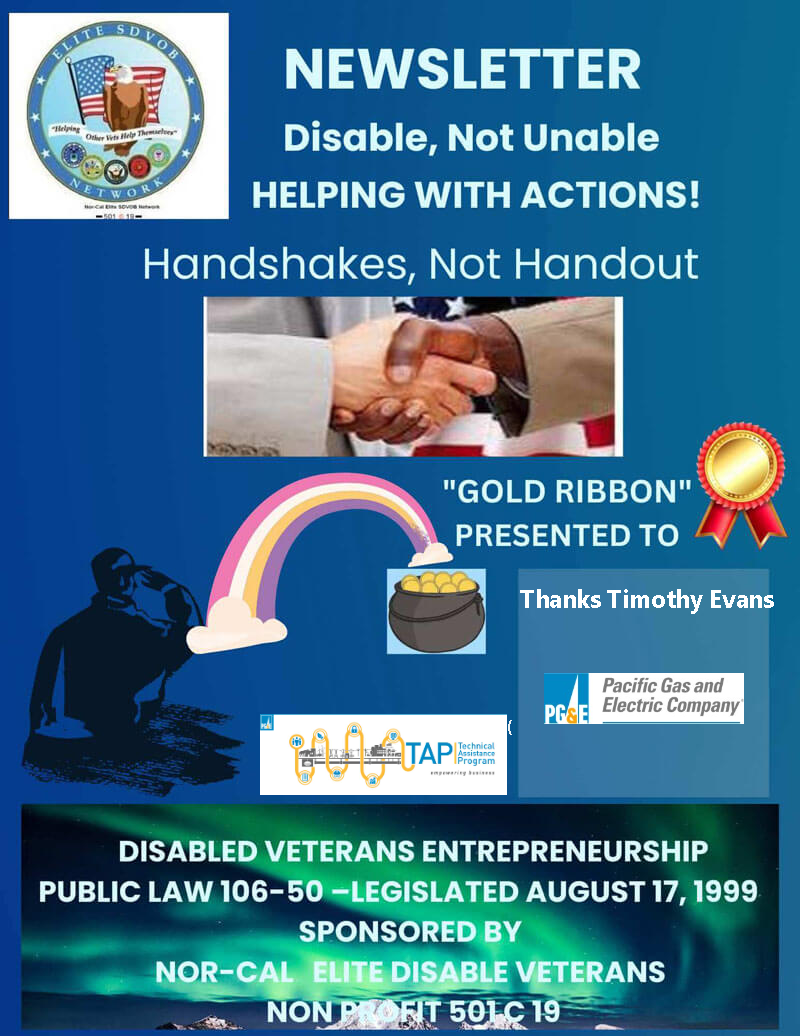 ELITE SDVOB
"Helping Other Vets Help Themselves"
NETWORK
Nor-Cal Elite SDVOB Network
501 C 19
NEWSLETTER
Disable, Not Unable
HELPING WITH ACTIONS!
Handshakes, Not Handout
"GOLD RIBBON"
PRESENTED TO
Thanks Timothy Evans
PG&E
Pacific Gas and
Electric Company®
(
TAP
Technical
Assistance
Program
empowering business
DISABLED VETERANS ENTREPRENEURSHIP
PUBLIC LAW 106-50 –LEGISLATED AUGUST 17, 1999
SPONSORED BY
NOR-CAL ELITE DISABLE VETERANS
NON PROFIT 501 C 19